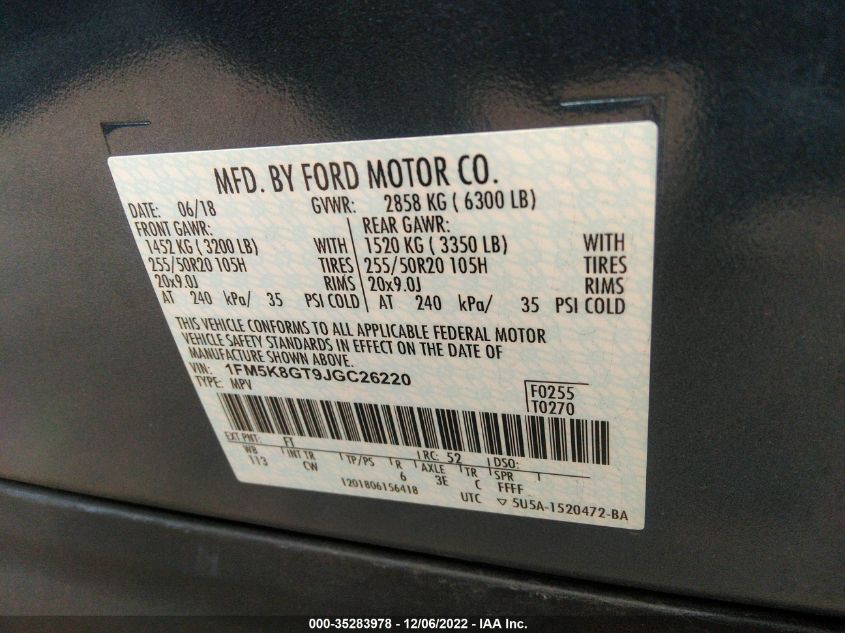 MFD. BY FORD MOTOR CO.
DATE: 06/18 GVWR: 2858 KG ( 6300 LB)
FRONT GAWR: REAR GAWR:
1452 KG ( 3200 LB) WITH 1520 KG ( 3350 LB) WITH
255/50R20 105H TIRES 255/50R20 105H TIRES
20x9.0J RIMS 20x9.0J RIMS
AT 240 kPa/ 35 PSI COLD AT 240 kPa/ 35 PSI COLD
THIS VEHICLE CONFORMS TO ALL APPLICABLE FEDERAL MOTOR
VEHICLE SAFETY STANDARDS IN EFFECT ON THE DATE OF
MANUFACTURE SHOWN ABOVE.
VIN: 1FM5K8GT9JGC26220
TYPE: MPV
F0255
T0270
EXT PNT: FT RC: 52 DSO:
WB INT TR TP/PS R AXLE TR SPR
113 CW 6 3E C FFFF
1201806156418 UTC ▽ 5U5A-1520472-BA
000-35283978 - 12/06/2022 - IAA Inc.